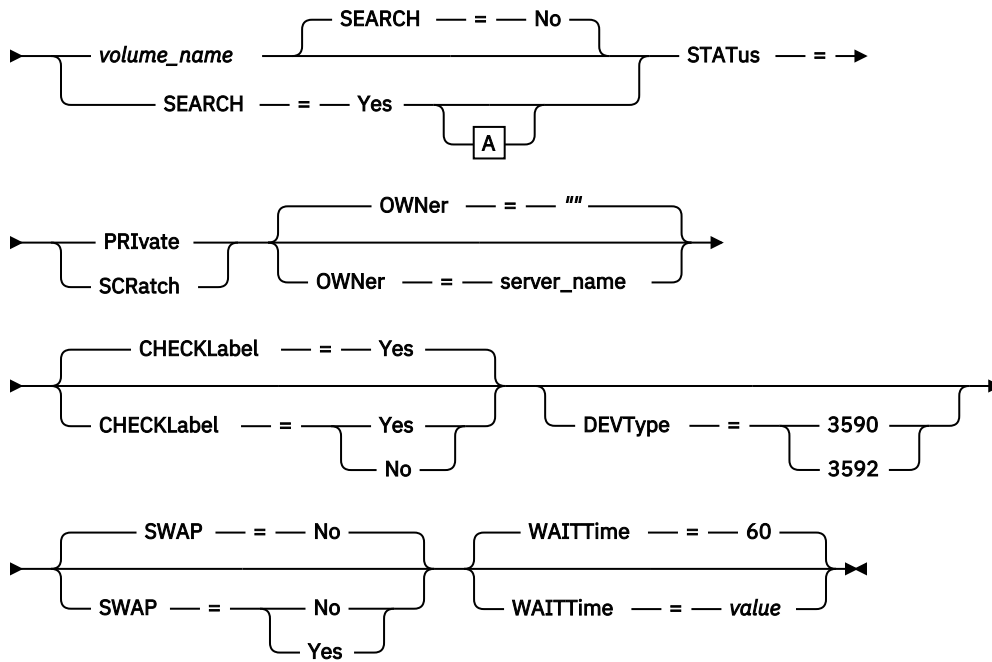 SEARCH = No
volume_name STATus =
SEARCH = Yes
A
OWNer = ""
PRIvate
SCRatch OWNer = server_name
CHECKLabel = Yes
CHECKLabel = Yes DEVType = 3590
No 3592
SWAP = No WAITTime = 60
SWAP = No WAITTime = value
Yes